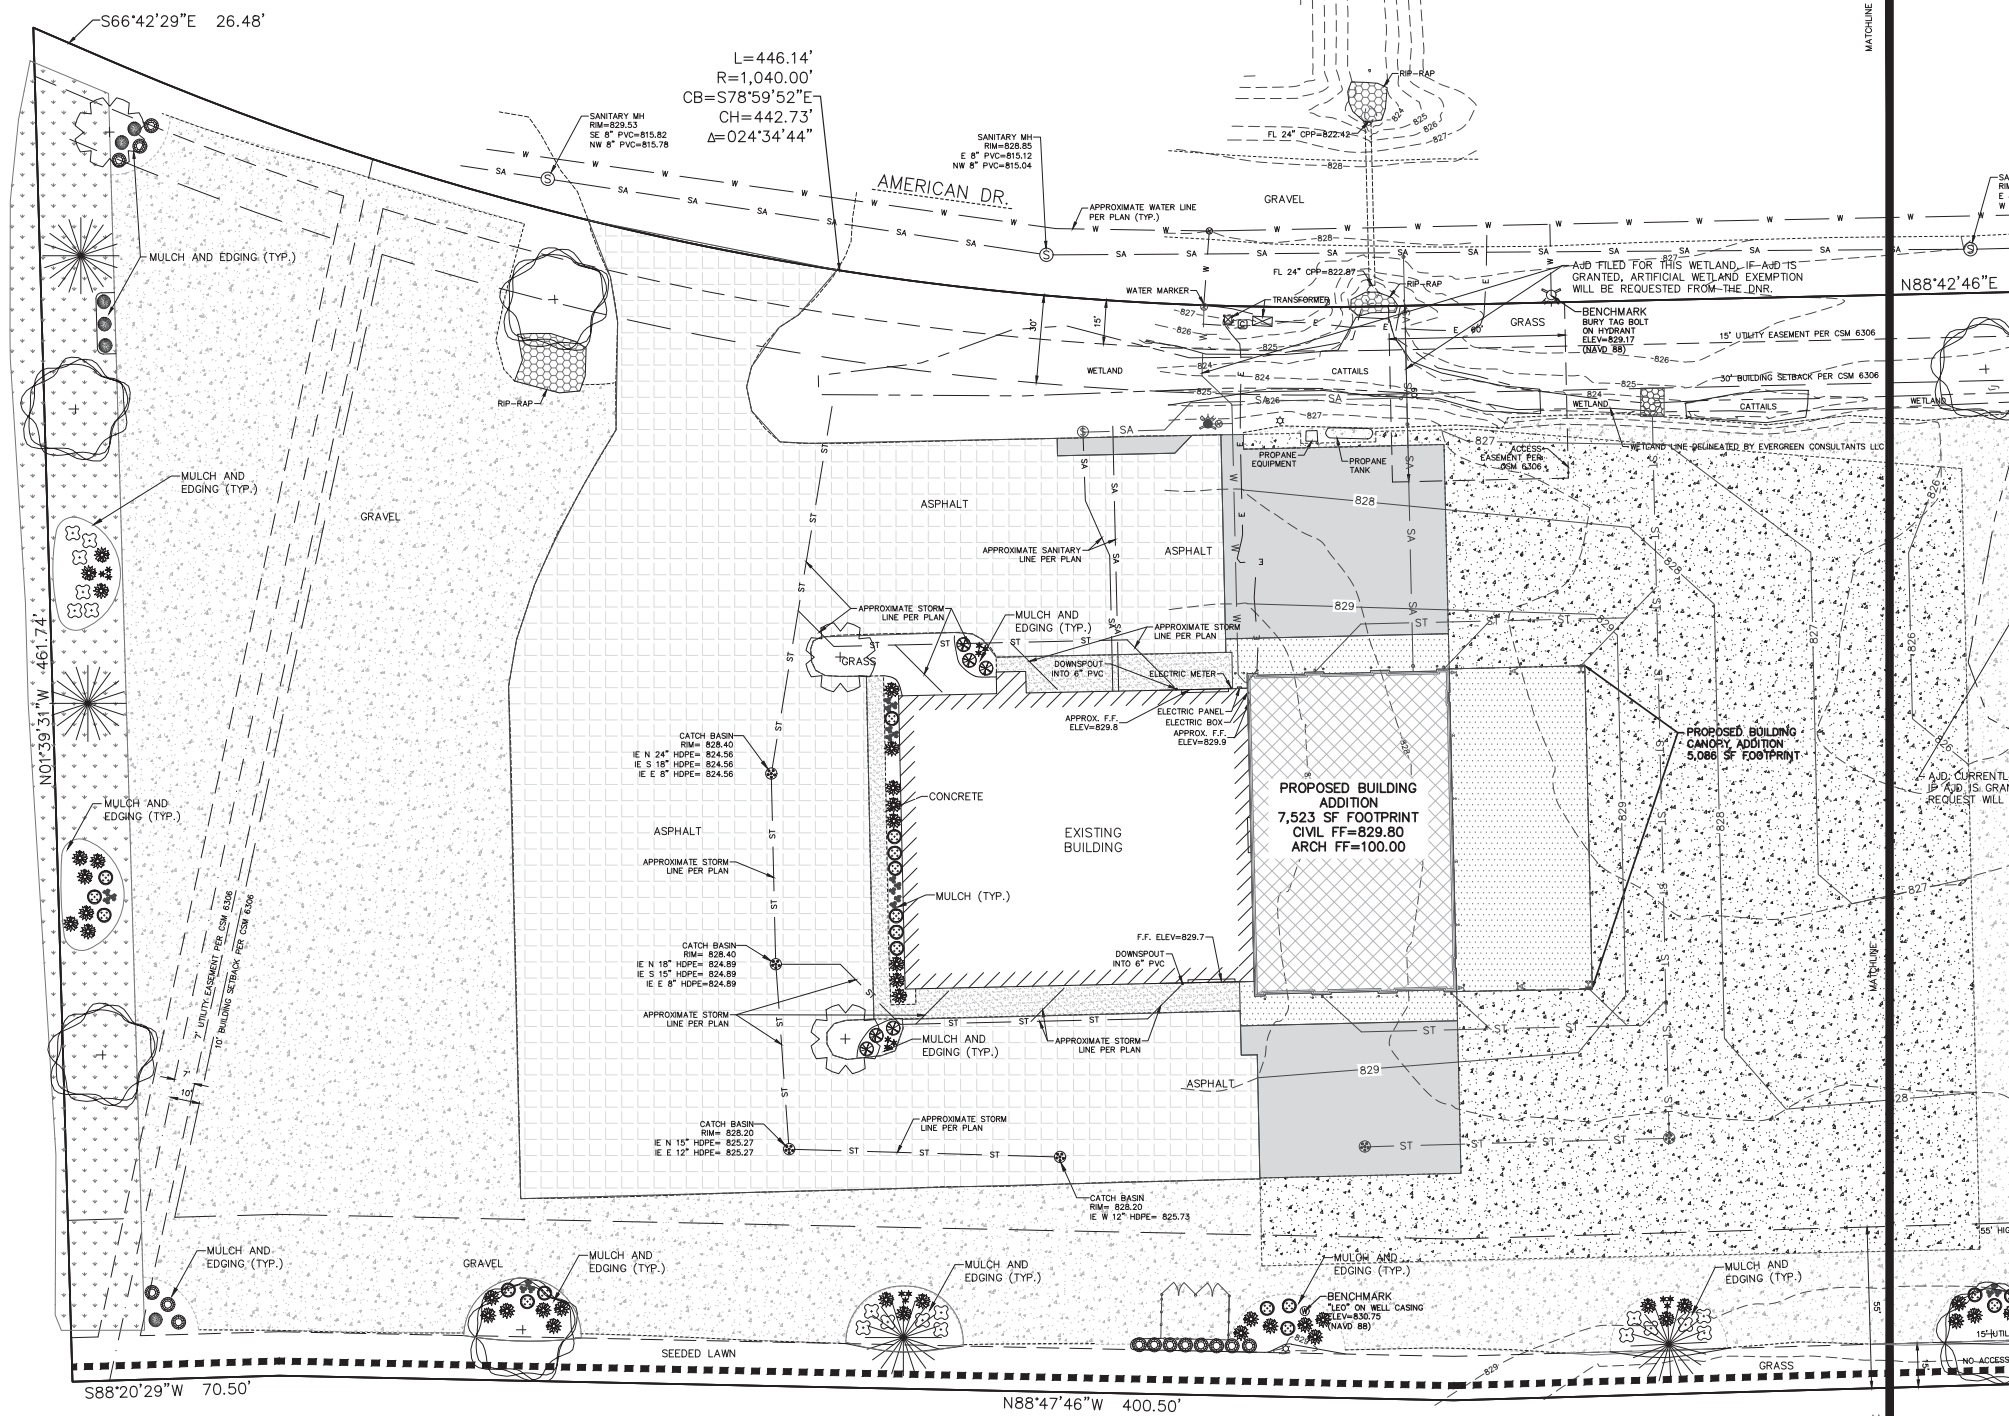 S66°42'29"E 26.48'
L=446.14'
R=1,040.00'
CB=S78°59'52"E
CH=442.73'
Δ=024°34'44"
SANITARY MH
RIM=829.53
SE 8" PVC=815.82
NW 8" PVC=815.78
SANITARY MH
RIM=828.85
E 8" PVC=815.12
NW 8" PVC=815.04
AMERICAN DR.
APPROXIMATE WATER LINE
PER PLAN (TYP.)
GRAVEL
RIP-RAP
FL 24" CPP=822.42
824
825
826
827
828
MATCHLINE
FL 24" CPP=822.87
RIP-RAP
WATER MARKER
TRANSFORMER
AJD FILED FOR THIS WETLAND. IF AJD IS
GRANTED, ARTIFICIAL WETLAND EXEMPTION
WILL BE REQUESTED FROM THE DNR.
N88°42'46"E
BENCHMARK
BURY TAG BOLT
ON HYDRANT
ELEV=829.17
(NAVD 88)
GRASS
15' UTILITY EASEMENT PER CSM 6306
30' BUILDING SETBACK PER CSM 6306
30'
15'
WETLAND
CATTAILS
WETLAND
CATTAILS
WETLAND
WETLAND LINE DELINEATED BY EVERGREEN CONSULTANTS LLC
ACCESS
EASEMENT PER
CSM 6306
PROPANE
EQUIPMENT
PROPANE
TANK
MULCH AND EDGING (TYP.)
RIP-RAP
MULCH AND
EDGING (TYP.)
GRAVEL
ASPHALT
ASPHALT
APPROXIMATE SANITARY
LINE PER PLAN
828
829
APPROXIMATE STORM
LINE PER PLAN
MULCH AND
EDGING (TYP.)
APPROXIMATE STORM
LINE PER PLAN
GRASS
DOWNSPOUT
INTO 6" PVC
ELECTRIC METER
ELECTRIC PANEL
ELECTRIC BOX
APPROX. F.F.
ELEV=829.8
APPROX. F.F.
ELEV=829.9
N01°39'31"W 461.74'
CATCH BASIN
RIM= 828.40
IE N 24" HDPE= 824.56
IE S 18" HDPE= 824.56
IE E 8" HDPE= 824.56
PROPOSED BUILDING
CANOPY ADDITION
5,086 SF FOOTPRINT
PROPOSED BUILDING
ADDITION
7,523 SF FOOTPRINT
CIVIL FF=829.80
ARCH FF=100.00
CONCRETE
EXISTING
BUILDING
MULCH AND
EDGING (TYP.)
ASPHALT
APPROXIMATE STORM
LINE PER PLAN
MULCH (TYP.)
7' UTILITY EASEMENT PER CSM 6306
10' BUILDING SETBACK PER CSM 6306
CATCH BASIN
RIM= 828.40
IE N 18" HDPE= 824.89
IE S 15" HDPE= 824.89
IE E 8" HDPE=824.89
F.F. ELEV=829.7
DOWNSPOUT
INTO 6" PVC
MATCHLINE
APPROXIMATE STORM
LINE PER PLAN
MULCH AND
EDGING (TYP.)
APPROXIMATE STORM
LINE PER PLAN
ASPHALT
829
7'
10'
CATCH BASIN
RIM= 828.20
IE N 15" HDPE= 825.27
IE E 12" HDPE= 825.27
APPROXIMATE STORM
LINE PER PLAN
CATCH BASIN
RIM= 828.20
IE W 12" HDPE= 825.73
MULCH AND
EDGING (TYP.)
GRAVEL
MULCH AND
EDGING (TYP.)
MULCH AND
EDGING (TYP.)
MULCH AND
EDGING (TYP.)
BENCHMARK
"LEO" ON WELL CASING
ELEV=830.75
(NAVD 88)
MULCH AND
EDGING (TYP.)
55'
15'
SEEDED LAWN
GRASS
NO ACCESS
S88°20'29"W 70.50'
N88°47'46"W 400.50'